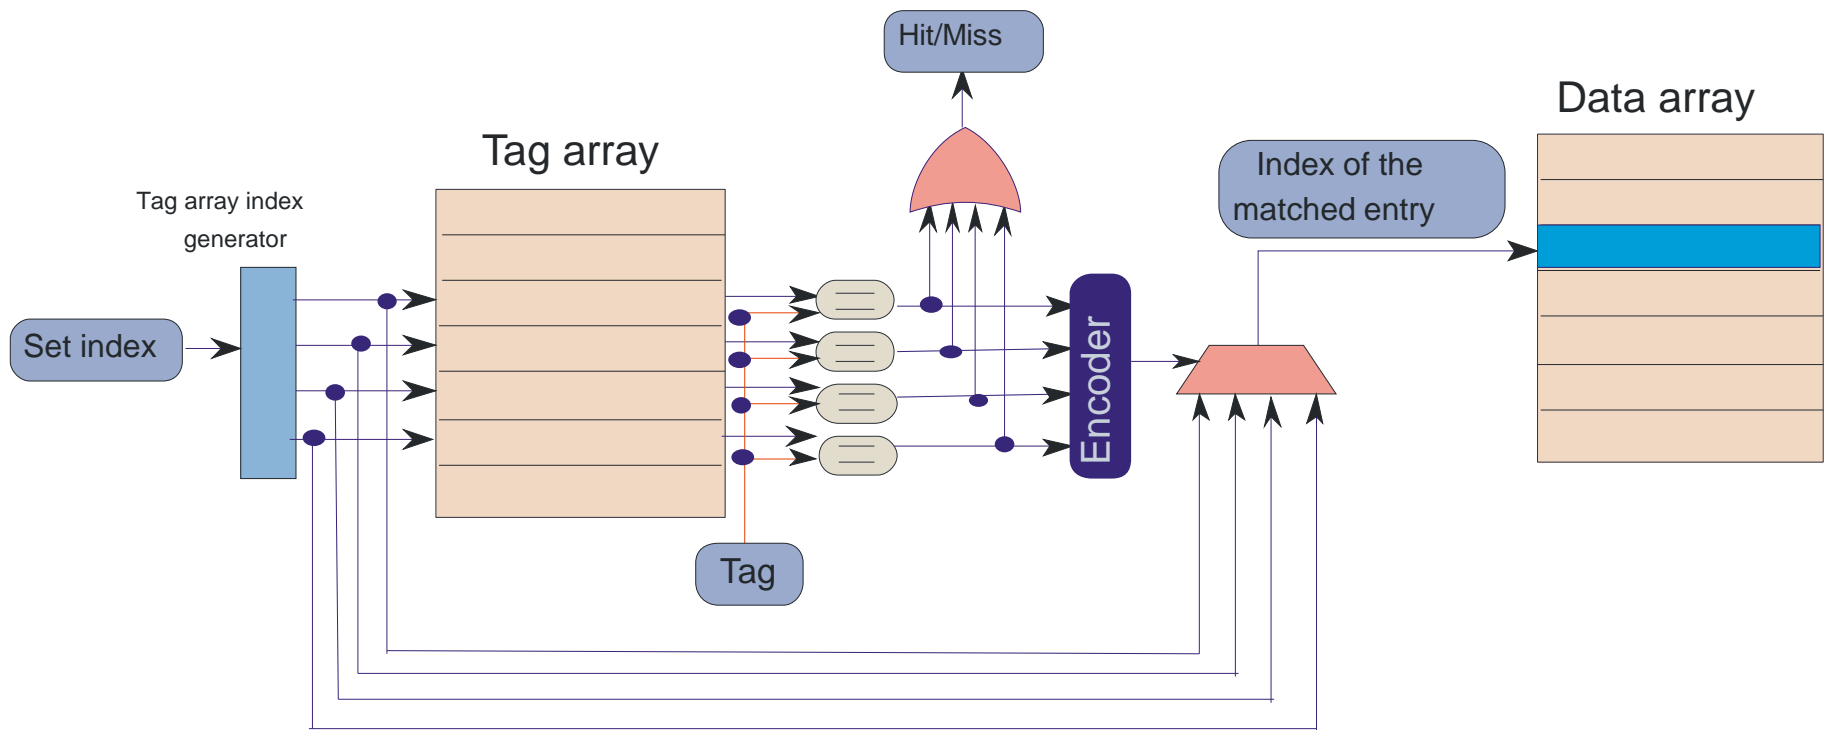 Hit/Miss
Data array
Tag array
Index of the
matched entry
Tag array index
generator
Set index
Encoder
Tag